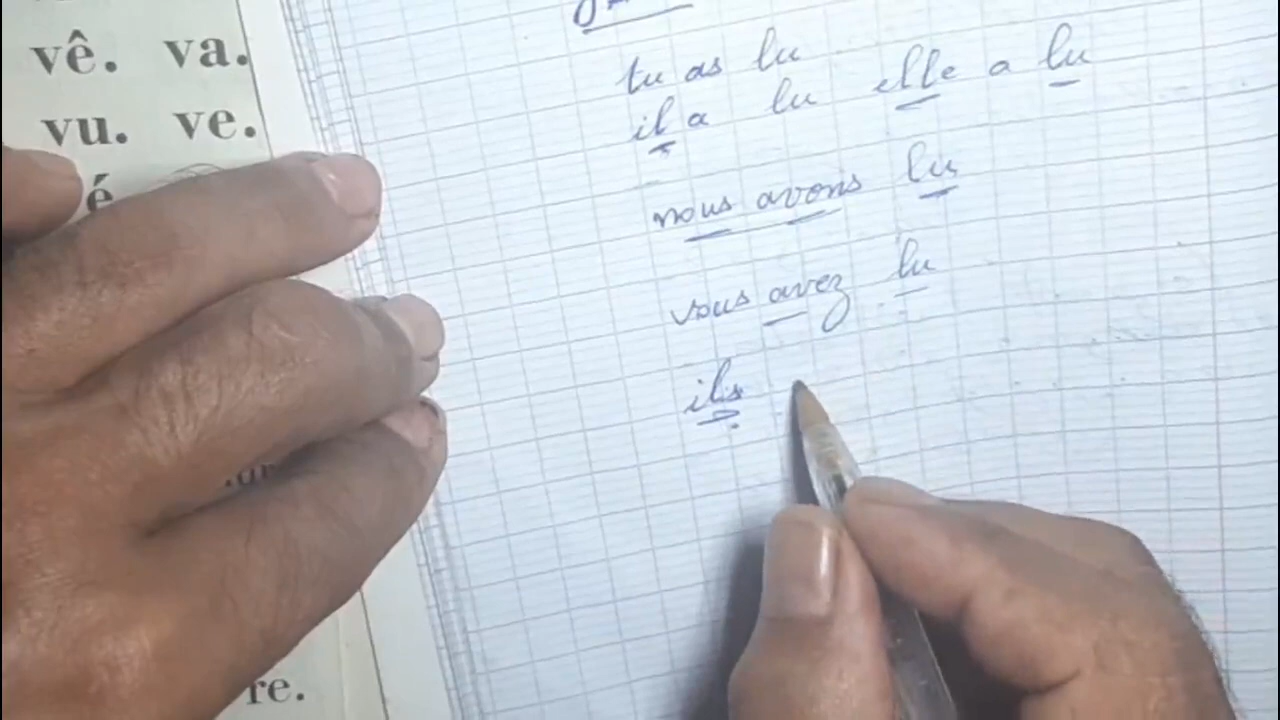 vê. va.
vu. ve.
é
re.
tu as lu
il a lu elle a lu
nous avons lu
vous avez lu
ils